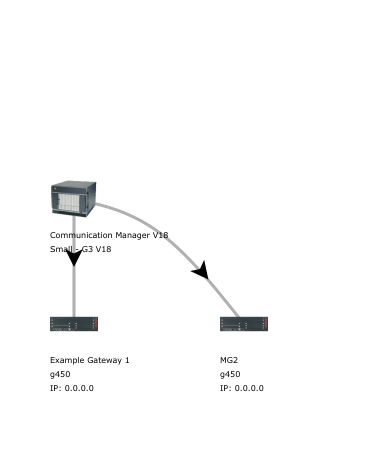 Communication Manager V18
Small - G3 V18
Example Gateway 1
g450
IP: 0.0.0.0
MG2
g450
IP: 0.0.0.0